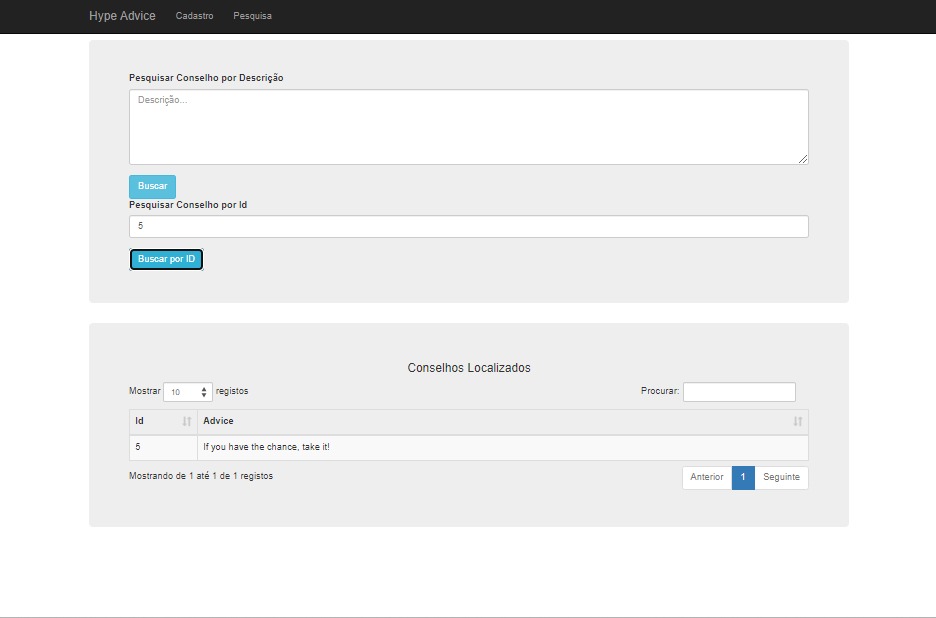 Hype Advice Cadastro Pesquisa
Pesquisar Conselho por Descrição
Descrição...
Buscar
Pesquisar Conselho por Id
5
Buscar por ID
Conselhos Localizados
Mostrar 10 registos Procurar:
Id Advice
5 If you have the chance, take it!
Mostrando de 1 até 1 de 1 registos Anterior 1 Seguinte